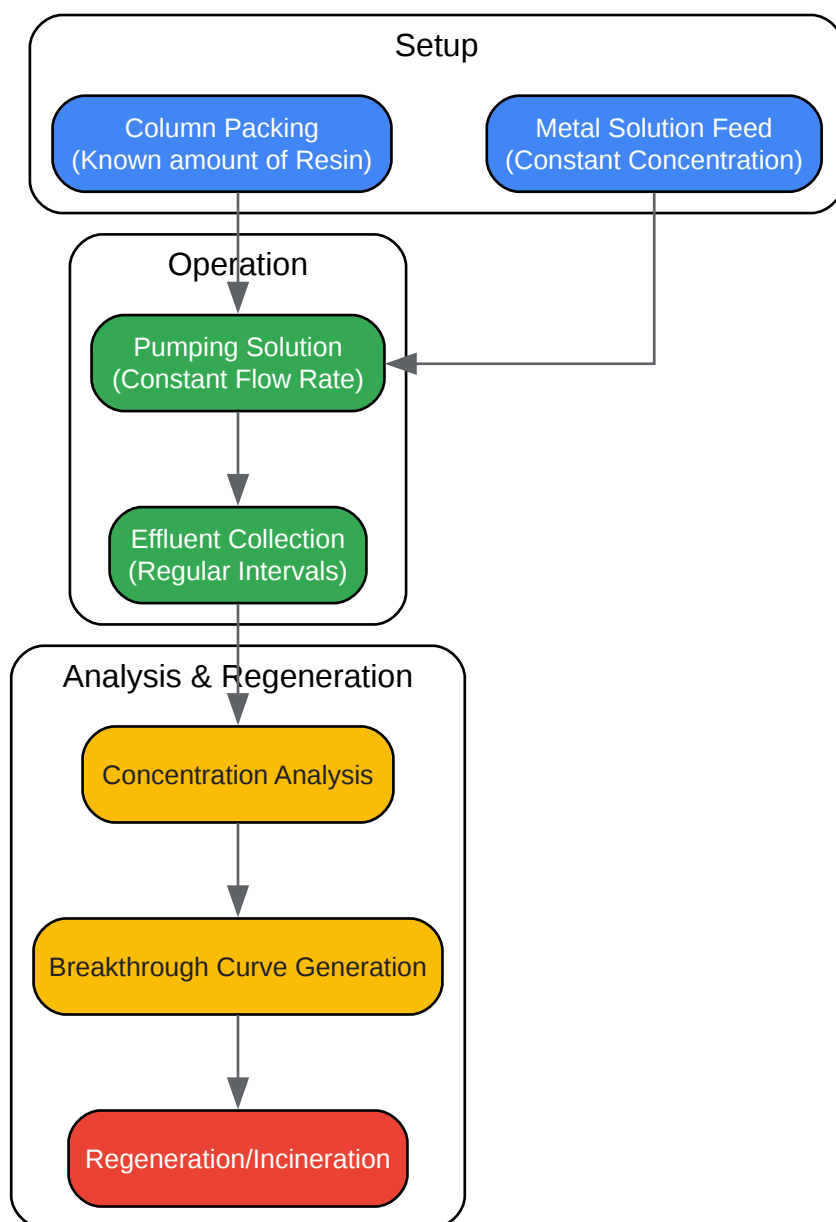 Setup
Column Packing
(Known amount of Resin)
Metal Solution Feed
(Constant Concentration)
Operation
Pumping Solution
(Constant Flow Rate)
Effluent Collection
(Regular Intervals)
Analysis & Regeneration
Concentration Analysis
Breakthrough Curve Generation
Regeneration/Incineration